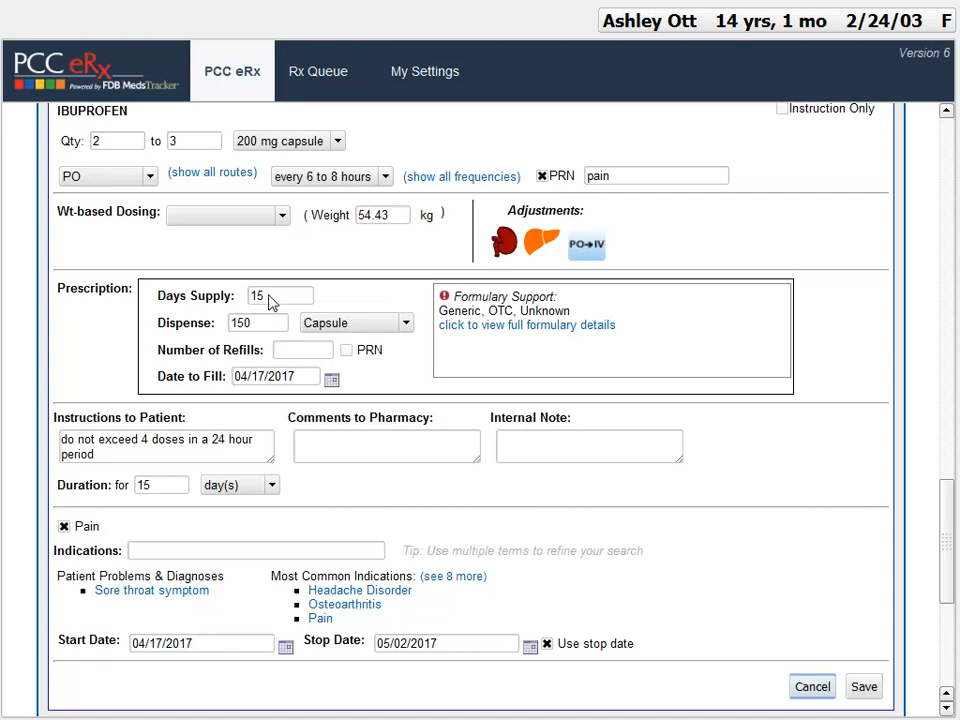 Ashley Ott 14 yrs, 1 mo 2/24/03 F
PCC eRx
Powered by FDB MedsTracker
PCC eRx Rx Queue My Settings
Version 6
IBUPROFEN Instruction Only
Qty: 2 to 3 200 mg capsule
PO (show all routes) every 6 to 8 hours (show all frequencies) PRN pain
Wt-based Dosing: ( Weight 54.43 kg ) Adjustments:
PO→IV
Prescription:
Days Supply: 15
Dispense: 150 Capsule
Number of Refills: PRN
Date to Fill: 04/17/2017
Formulary Support:
Generic, OTC, Unknown
click to view full formulary details
Instructions to Patient: Comments to Pharmacy: Internal Note:
do not exceed 4 doses in a 24 hour
period
Duration: for 15 day(s)
Pain
Indications: Tip: Use multiple terms to refine your search
Patient Problems & Diagnoses
Sore throat symptom
Most Common Indications: (see 8 more)
Headache Disorder
Osteoarthritis
Pain
Start Date: 04/17/2017 Stop Date: 05/02/2017 Use stop date
Cancel Save